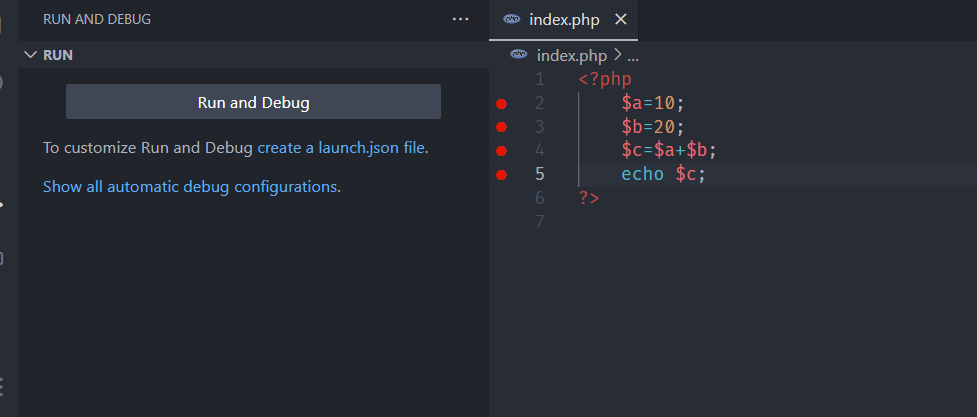 RUN AND DEBUG
RUN
Run and Debug
To customize Run and Debug create a launch.json file.
Show all automatic debug configurations.
index.php
index.php > ...
1 <?php
2 $a=10;
3 $b=20;
4 $c=$a+$b;
5 echo $c;
6 ?>
7